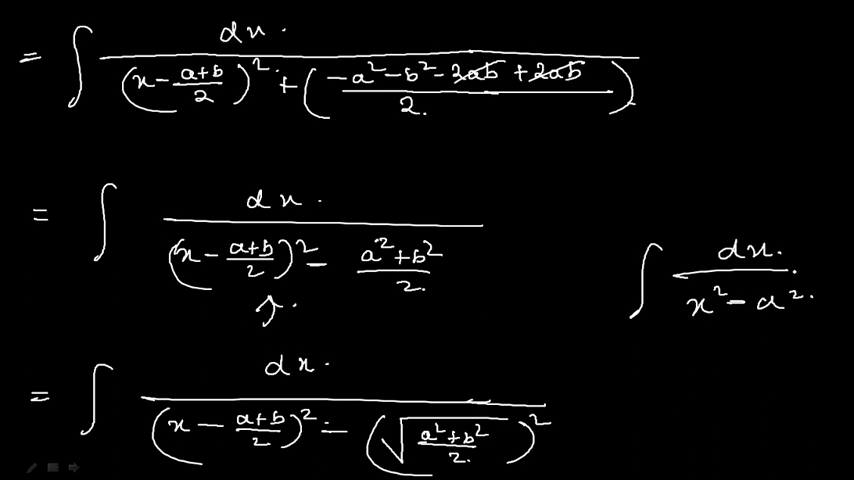 = ∫ dx / ((x - (a+b)/2)² + ((-a² - b² - 2ab + 2ab)/2))
= ∫ dx / ((x - (a+b)/2)² - (a²+b²)/2)
∫ dx / (x² - a²)
= ∫ dx / ((x - (a+b)/2)² - (√((a²+b²)/2))²)